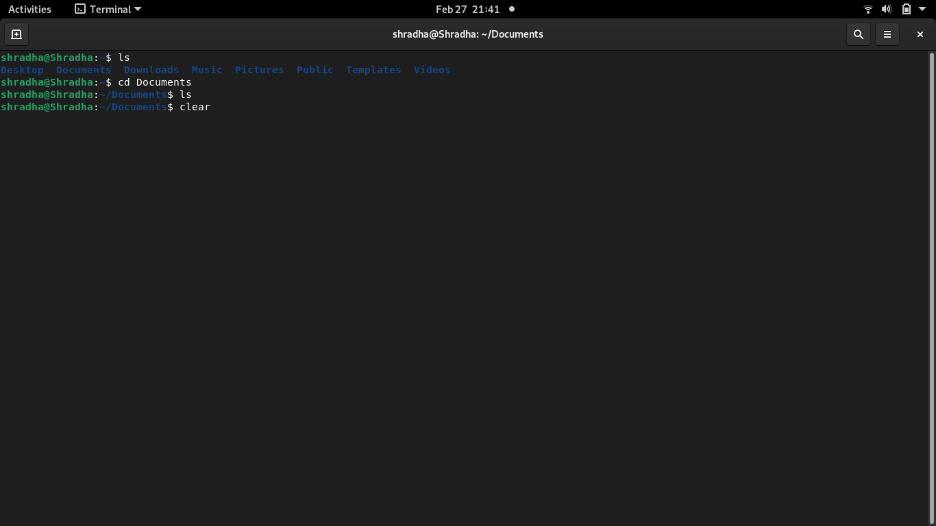 Activities Terminal Feb 27 21:41
shradha@Shradha: ~/Documents
shradha@Shradha:~$ ls
Desktop Documents Downloads Music Pictures Public Templates Videos
shradha@Shradha:~$ cd Documents
shradha@Shradha:~/Documents$ ls
shradha@Shradha:~/Documents$ clear